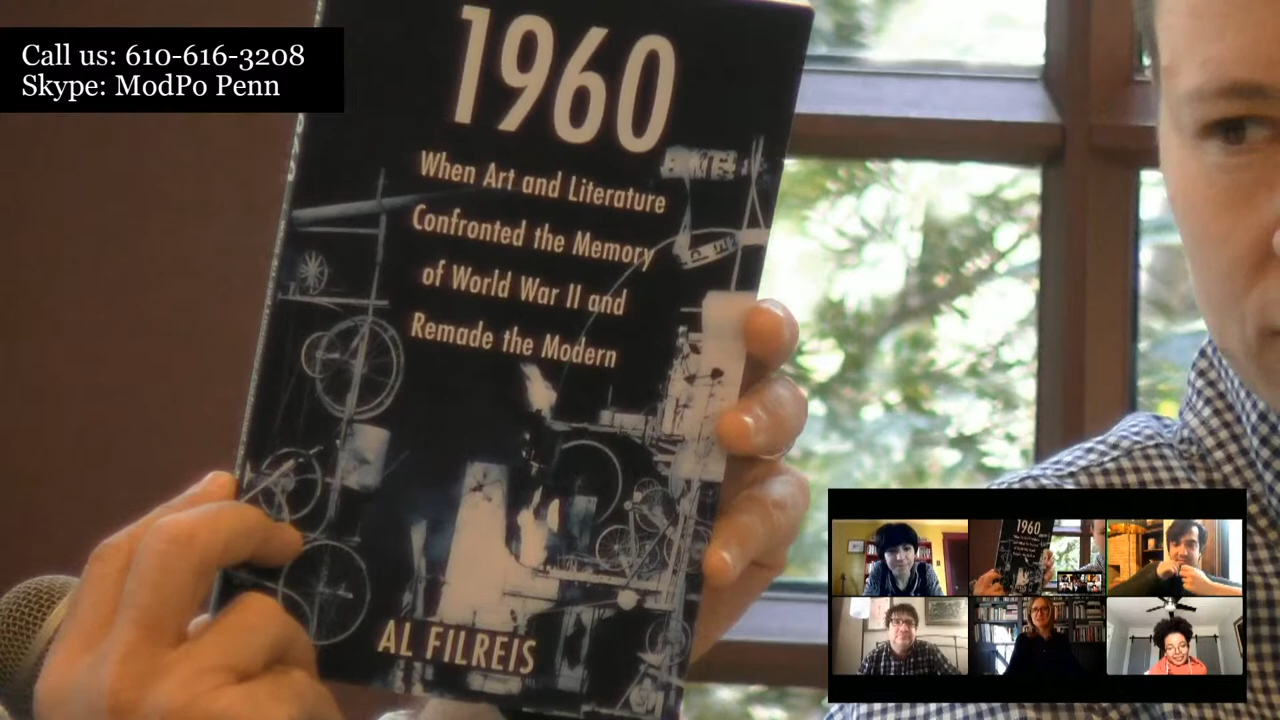 Call us: 610-616-3208
Skype: ModPo Penn
1960
When Art and Literature
Confronted the Memory
of World War II and
Remade the Modern
AL FILREIS
1960